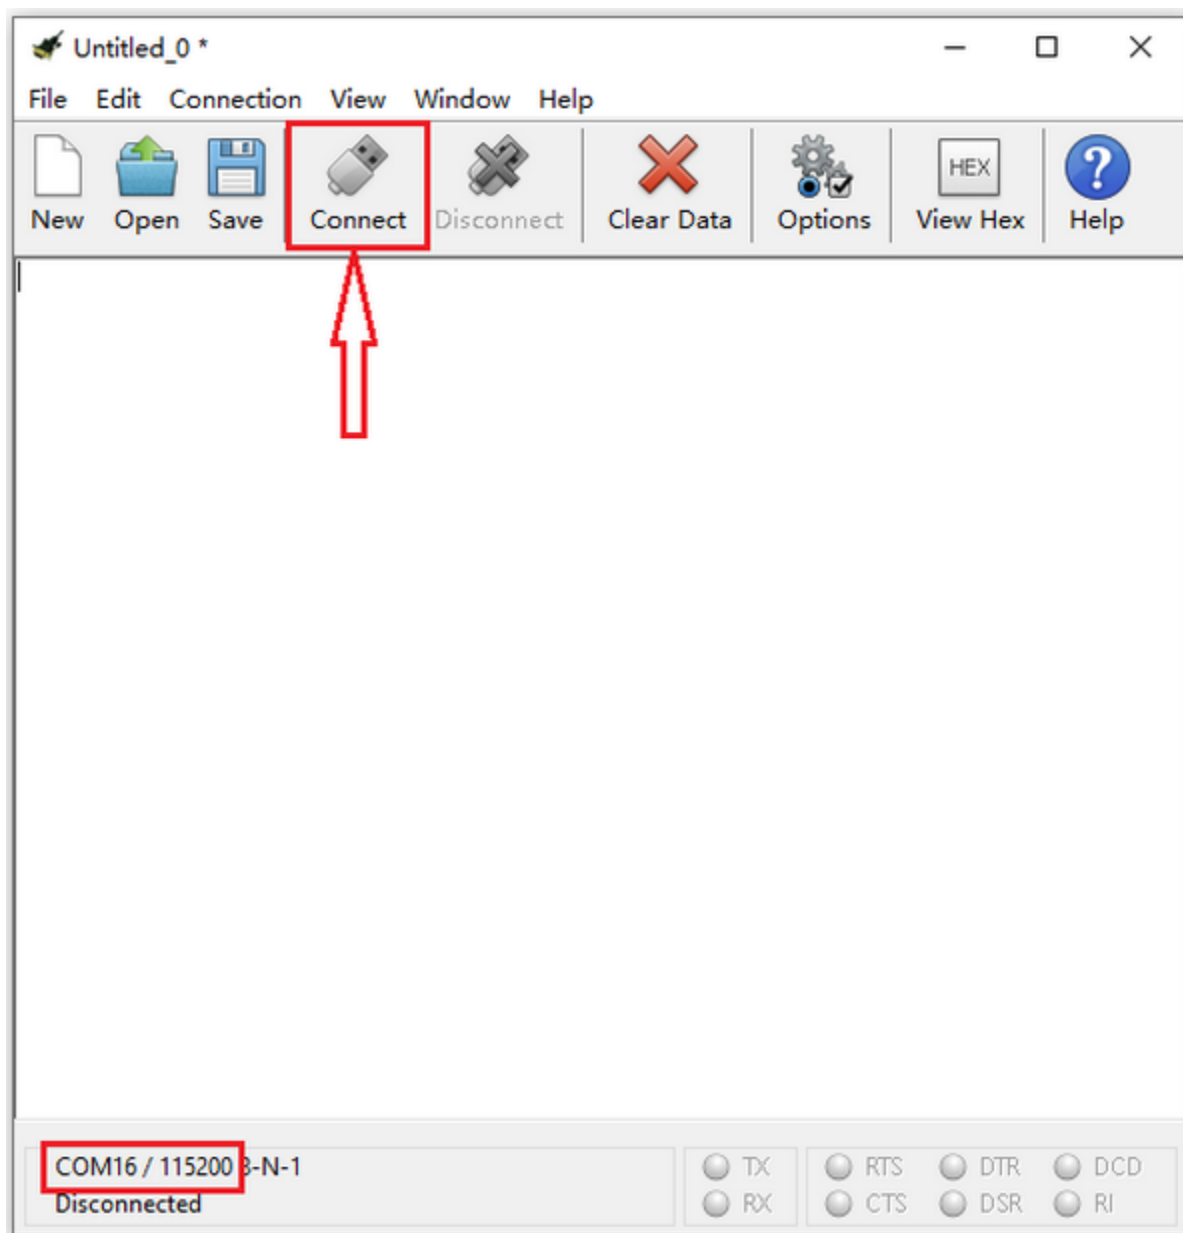 Untitled_0 *
File Edit Connection View Window Help
HEX ?
New Open Save Connect Disconnect Clear Data Options View Hex Help
COM16 / 115200 8-N-1
Disconnected
TX RTS DTR DCD
RX CTS DSR RI